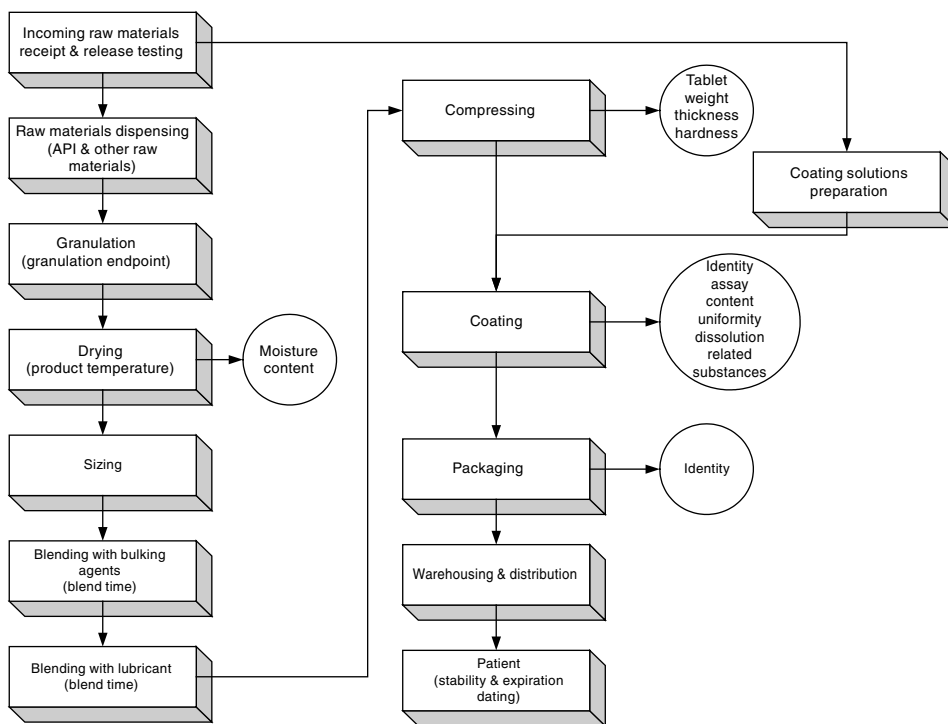 Incoming raw materials
receipt & release testing
Raw materials dispensing
(API & other raw
materials)
Granulation
(granulation endpoint)
Drying
(product temperature)
Moisture
content
Sizing
Blending with bulking
agents
(blend time)
Blending with lubricant
(blend time)
Compressing
Tablet
weight
thickness
hardness
Coating solutions
preparation
Coating
Identity
assay
content
uniformity
dissolution
related
substances
Packaging
Identity
Warehousing & distribution
Patient
(stability & expiration
dating)